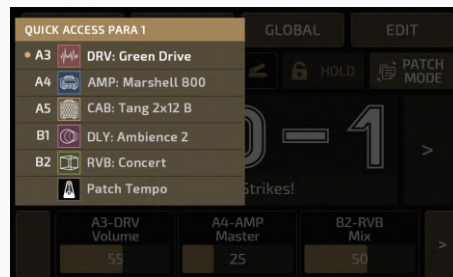 QUICK ACCESS PARA 1
GLOBAL
EDIT
A3 DRV: Green Drive
A4 AMP: Marshell 800
A5 CAB: Tang 2x12 B
B1 DLY: Ambience 2
B2 RVB: Concert
Patch Tempo
HOLD
PATCH
MODE
0-1
>
Strikes!
A3-DRV
Volume
55
A4-AMP
Master
25
B2-RVB
Mix
50
>